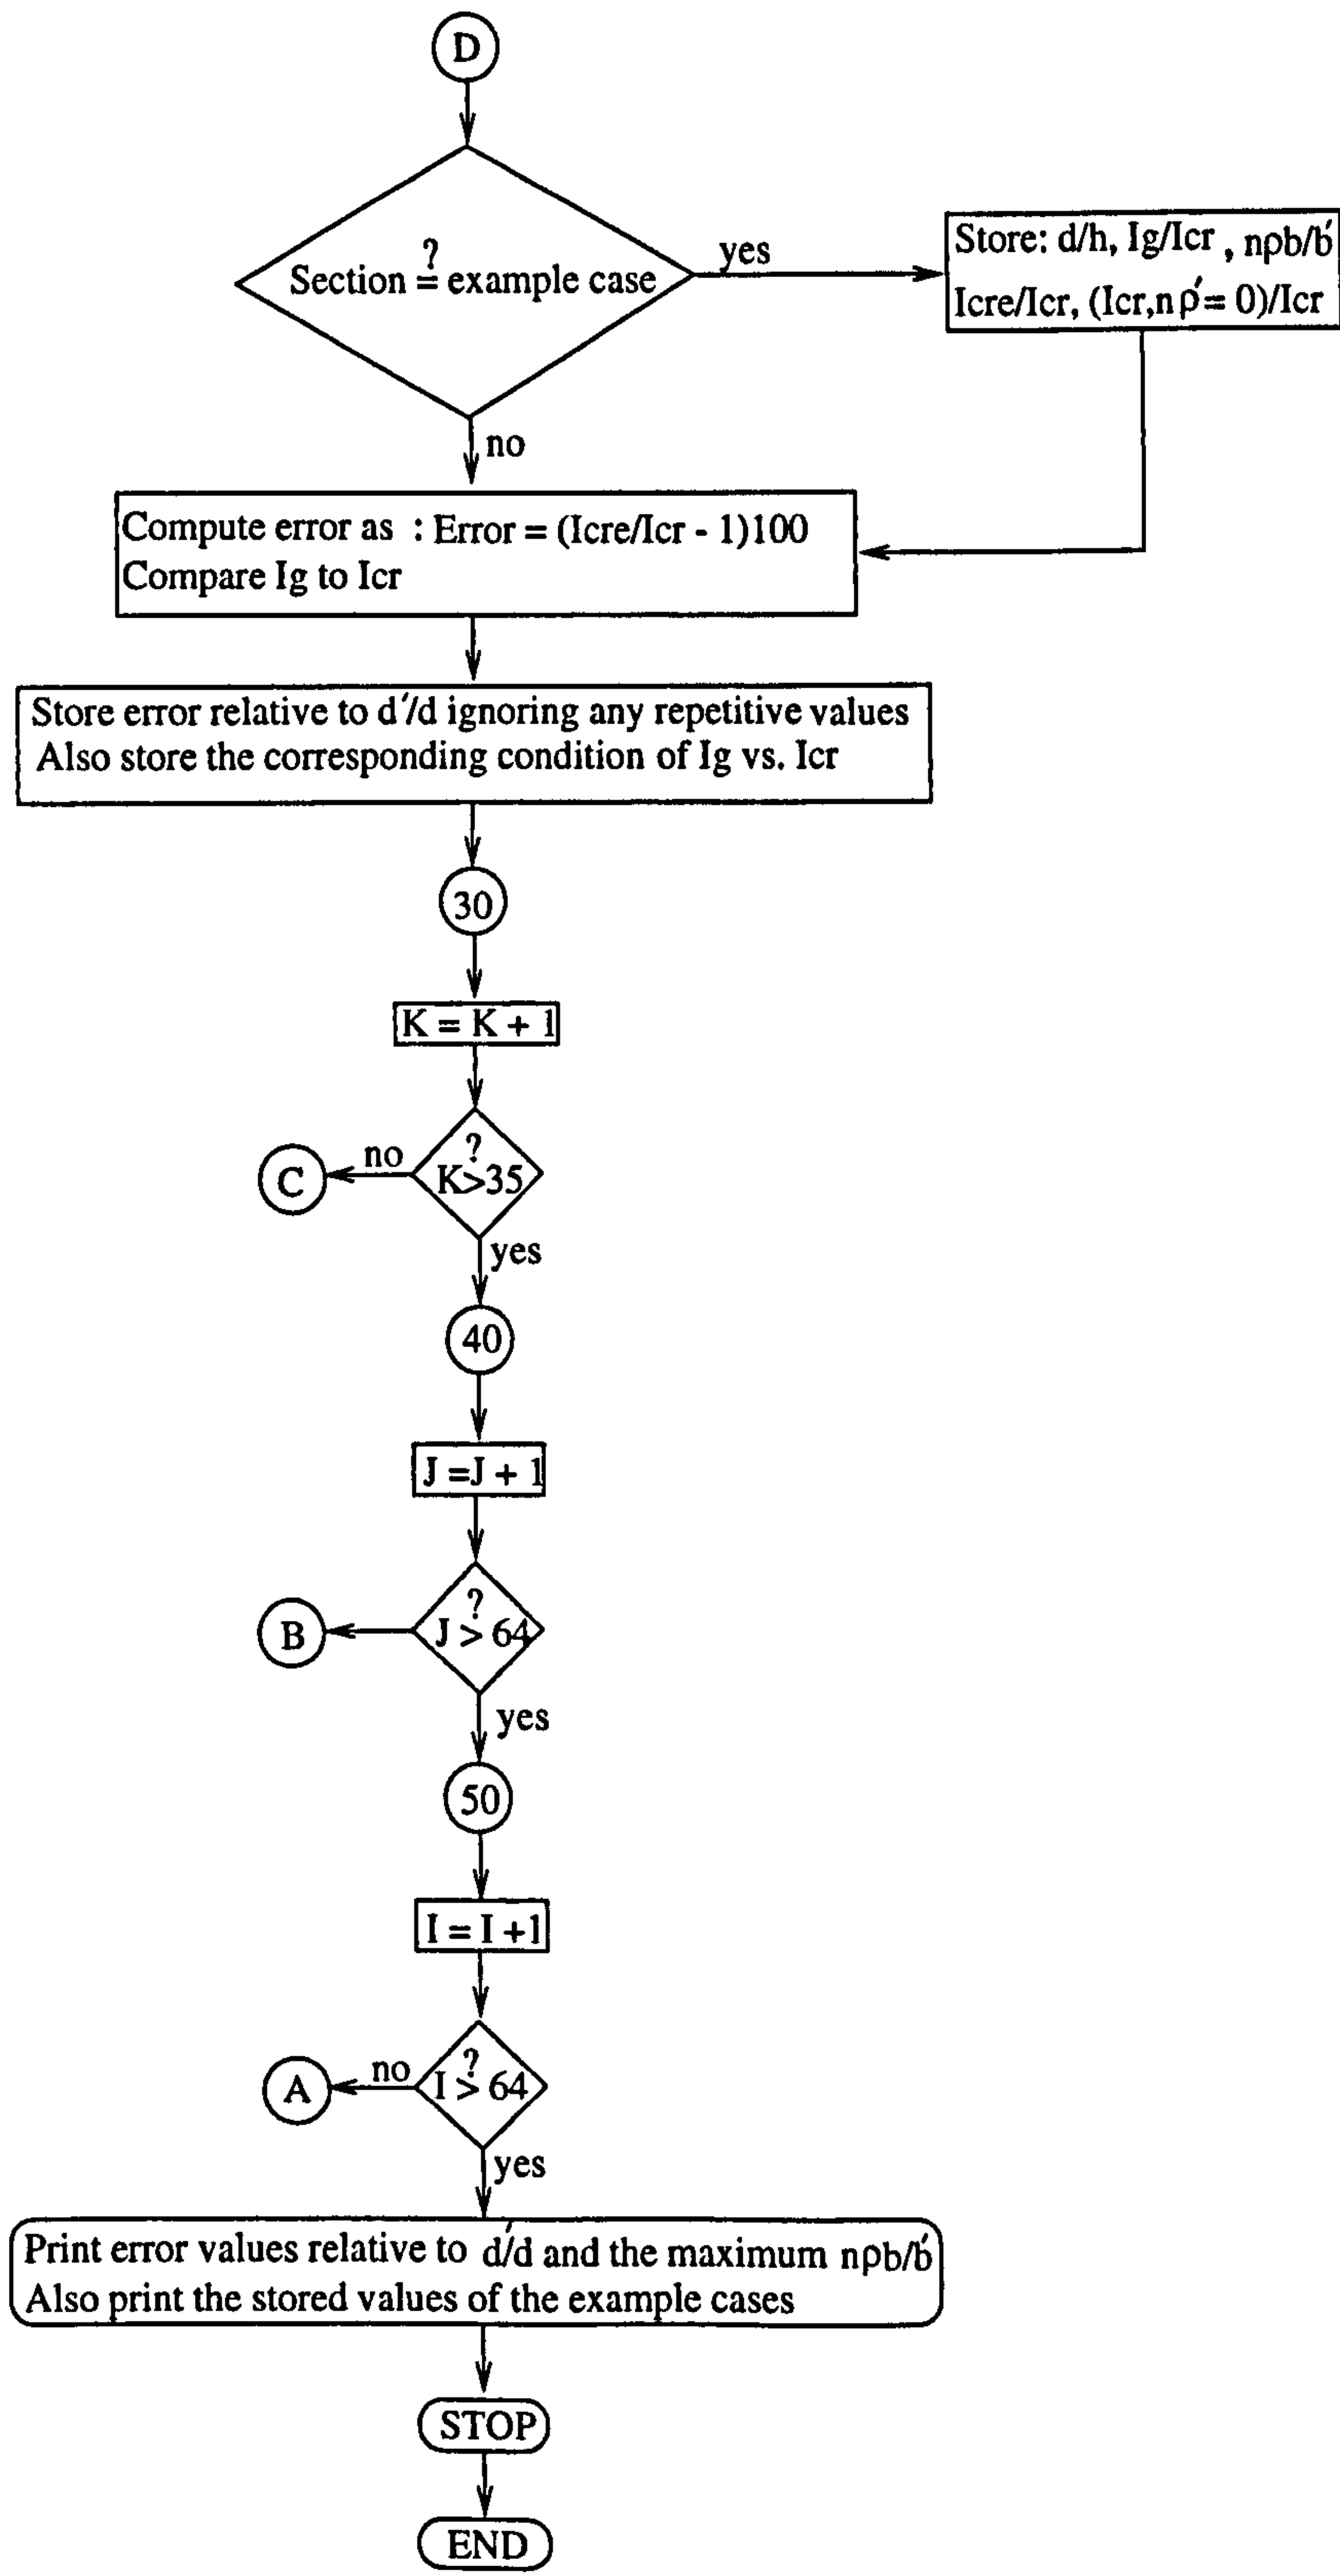 D
?
Section = example case
yes
Store: d/h, Ig/Icr , nρb/b′
Icre/Icr, (Icr,nρ′= 0)/Icr
no
Compute error as : Error = (Icre/Icr - 1)100
Compare Ig to Icr
Store error relative to d′/d ignoring any repetitive values
Also store the corresponding condition of Ig vs. Icr
30
K = K + 1
?
K>35
no
C
yes
40
J =J + 1
?
J > 64
B
yes
50
I = I +1
?
I > 64
no
A
yes
Print error values relative to d′/d and the maximum nρb/b′
Also print the stored values of the example cases
STOP
END